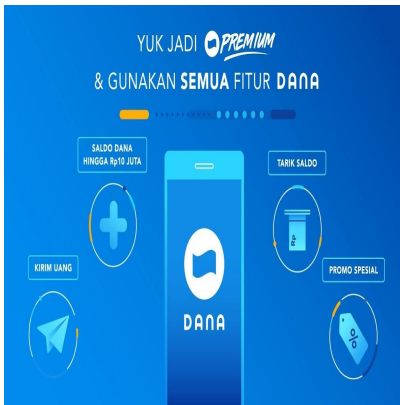 YUK JADI PREMIUM
& GUNAKAN SEMUA FITUR DANA
SALDO DANA
HINGGA Rp10 JUTA
TARIK SALDO
Rp
KIRIM UANG
PROMO SPESIAL
%
DANA